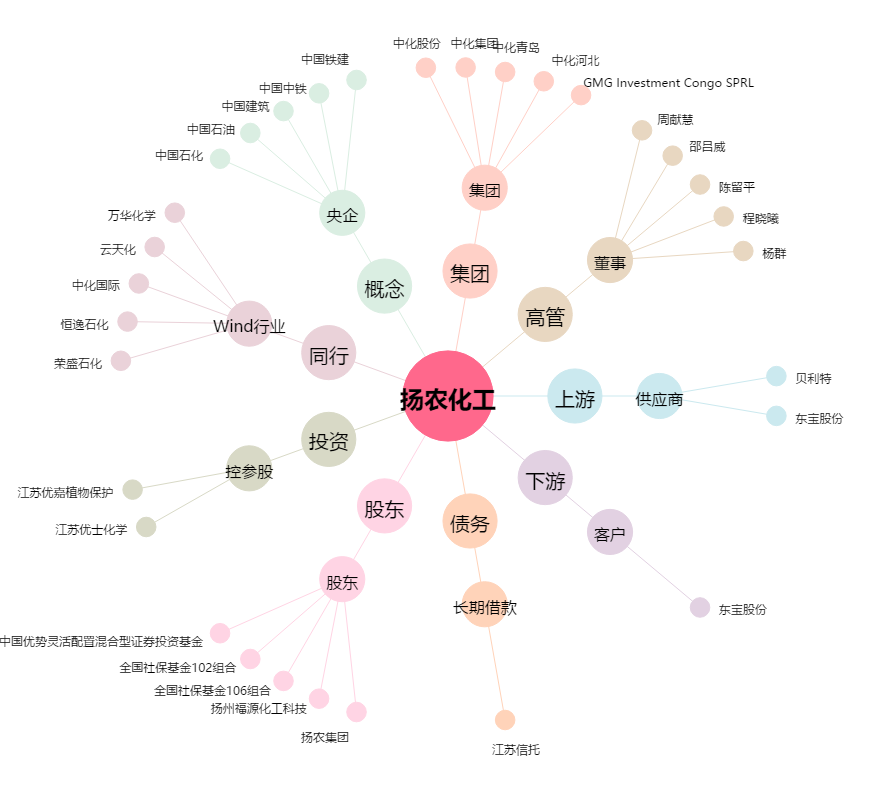 中化股份
中化集团
中化青岛
中化河北
GMG Investment Congo SPRL
集团
集团
周献慧
邵吕威
陈留平
程晓曦
杨群
董事
高管
贝利特
东宝股份
供应商
上游
下游
客户
东宝股份
债务
长期借款
江苏信托
股东
股东
中国优势灵活配置混合型证券投资基金
全国社保基金102组合
全国社保基金106组合
扬州福源化工科技
扬农集团
投资
控参股
江苏优嘉植物保护
江苏优士化学
同行
Wind行业
万华化学
云天化
中化国际
恒逸石化
荣盛石化
概念
央企
中国铁建
中国中铁
中国建筑
中国石油
中国石化
扬农化工